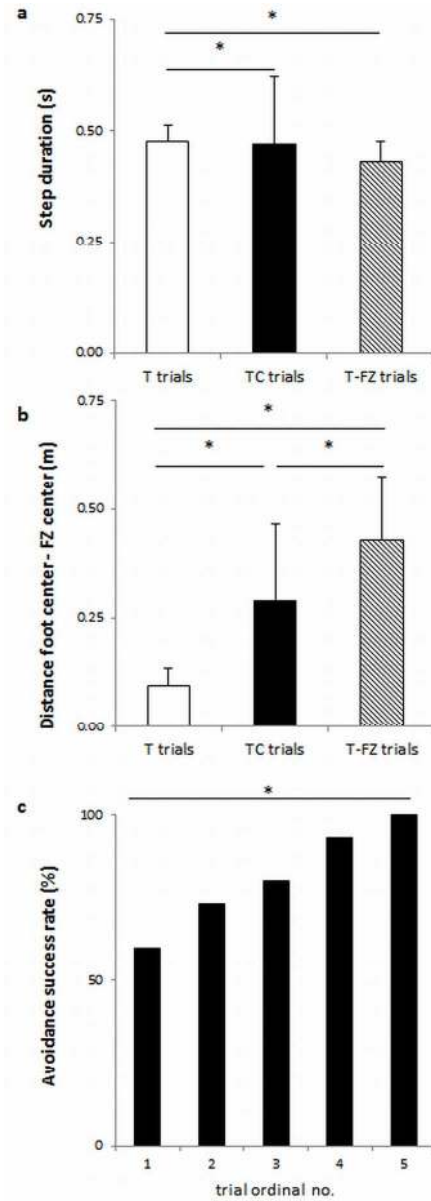 a
*
*
0.75
0.50
0.25
0.00
Step duration (s)
T trials TC trials T-FZ trials
b
*
*
*
0.75
0.50
0.25
0.00
Distance foot center - FZ center (m)
T trials TC trials T-FZ trials
c
*
100
50
0
Avoidance success rate (%)
1 2 3 4 5
trial ordinal no.